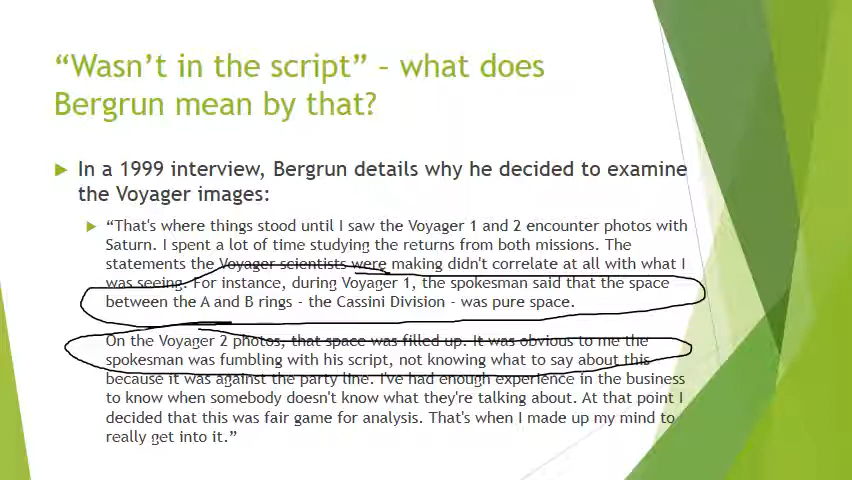 “Wasn’t in the script” – what does
Bergrun mean by that?
In a 1999 interview, Bergrun details why he decided to examine
the Voyager images:
“That's where things stood until I saw the Voyager 1 and 2 encounter photos with
Saturn. I spent a lot of time studying the returns from both missions. The
statements the Voyager scientists were making didn't correlate at all with what I
was seeing. For instance, during Voyager 1, the spokesman said that the space
between the A and B rings - the Cassini Division - was pure space.
On the Voyager 2 photos, that space was filled up. It was obvious to me the
spokesman was fumbling with his script, not knowing what to say about this
because it was against the party line. I've had enough experience in the business
to know when somebody doesn't know what they're talking about. At that point I
decided that this was fair game for analysis. That's when I made up my mind to
really get into it.”